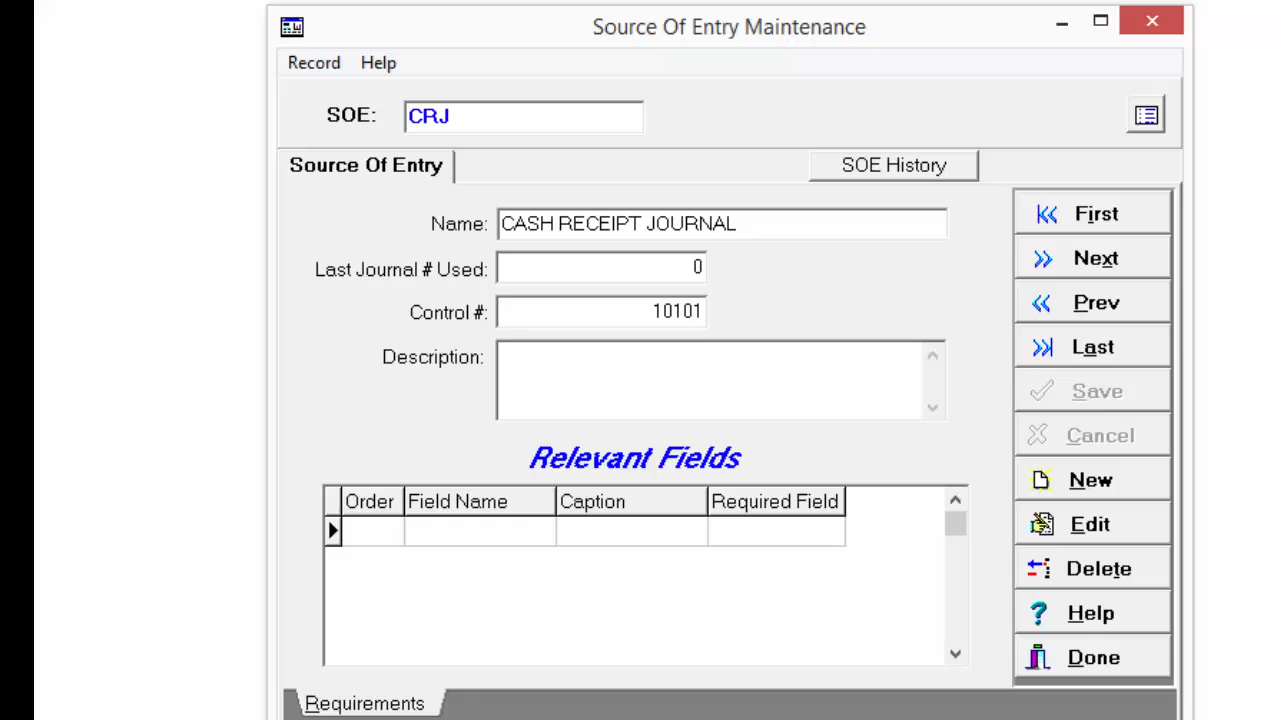 Source Of Entry Maintenance
Record Help
SOE: CRJ
Source Of Entry SOE History
Name: CASH RECEIPT JOURNAL
Last Journal # Used: 0
Control #: 10101
Description:
Relevant Fields
Order Field Name Caption Required Field
First
Next
Prev
Last
Save
Cancel
New
Edit
Delete
Help
Done
Requirements